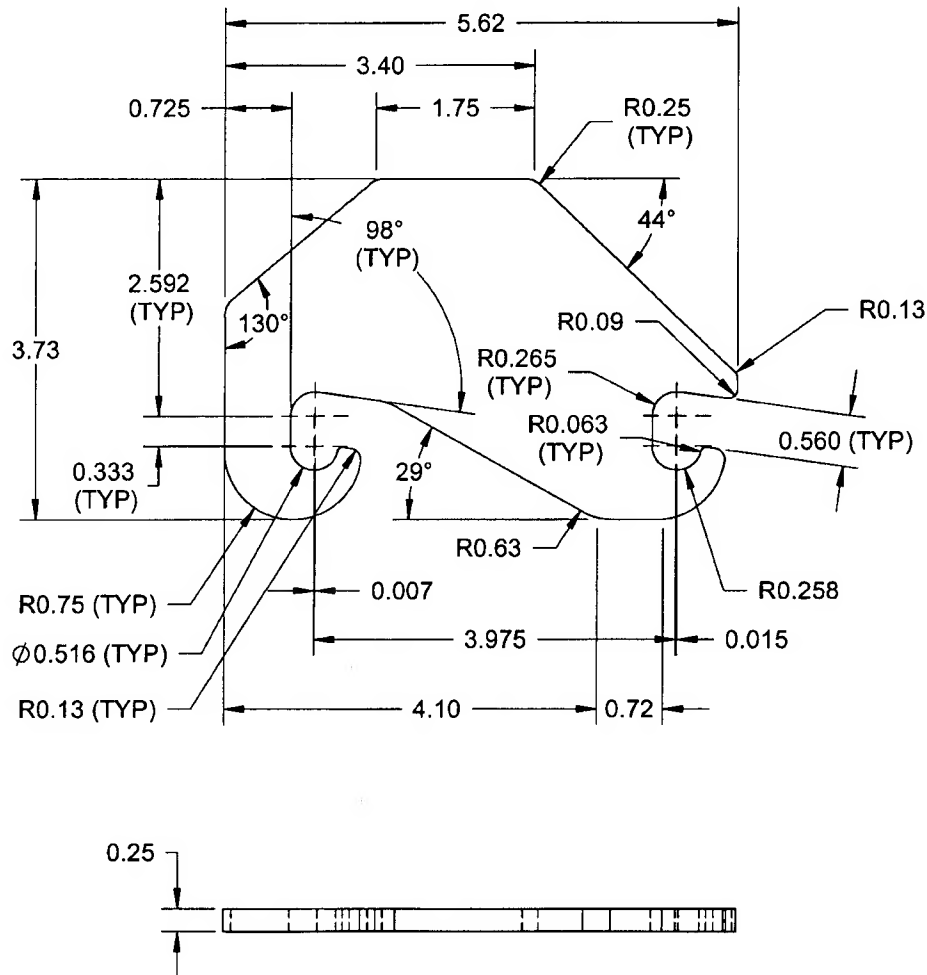 5.62
3.40
0.725
1.75
R0.25
(TYP)
98°
(TYP)
44°
2.592
(TYP)
130°
3.73
R0.09
R0.13
R0.265
(TYP)
R0.063
(TYP)
0.560 (TYP)
0.333
(TYP)
29°
R0.63
R0.75 (TYP)
0.007
R0.258
Ø0.516 (TYP)
3.975
0.015
R0.13 (TYP)
4.10
0.72
0.25